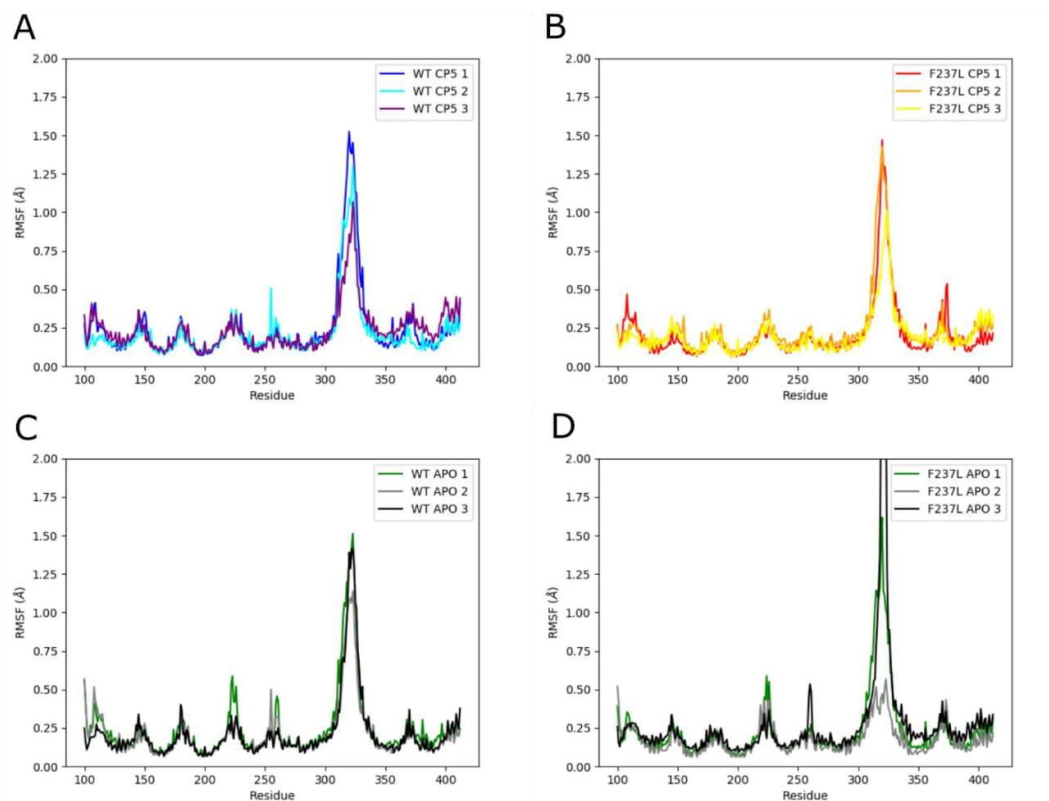 A
B
2.00
1.75
1.50
1.25
1.00
0.75
0.50
0.25
0.00
RMSF (Å)
100 150 200 250 300 350 400
Residue
WT CP5 1
WT CP5 2
WT CP5 3
2.00
1.75
1.50
1.25
1.00
0.75
0.50
0.25
0.00
RMSF (Å)
100 150 200 250 300 350 400
Residue
F237L CP5 1
F237L CP5 2
F237L CP5 3
C
D
2.00
1.75
1.50
1.25
1.00
0.75
0.50
0.25
0.00
RMSF (Å)
100 150 200 250 300 350 400
Residue
WT APO 1
WT APO 2
WT APO 3
2.00
1.75
1.50
1.25
1.00
0.75
0.50
0.25
0.00
RMSF (Å)
100 150 200 250 300 350 400
Residue
F237L APO 1
F237L APO 2
F237L APO 3